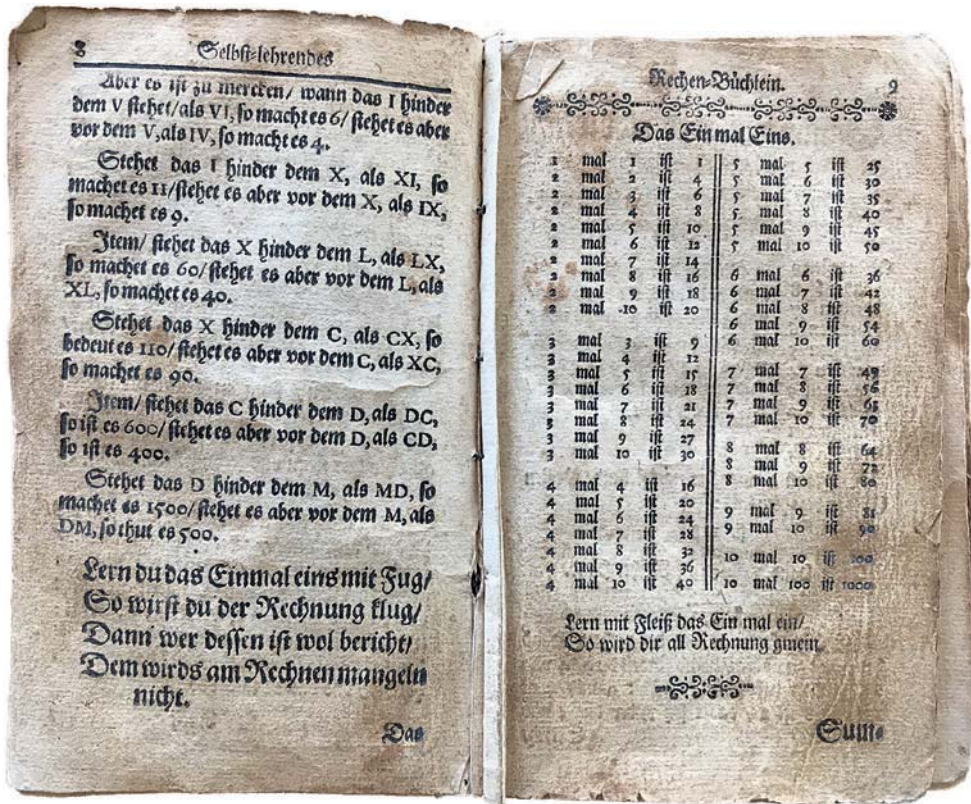 8 Selbst-lehrendes
Aber es ist zu mercken / wann das I hinder
dem V stehet / als VI, so macht es 6 / stehet es aber
vor dem V, als IV, so macht es 4.
Stehet das I hinder dem X, als XI, so
machet es 11 / stehet es aber vor dem X, als IX,
so machet es 9.
Item / stehet das X hinder dem L, als LX,
so machet es 60 / stehet es aber vor dem L, als
XL, so machet es 40.
Stehet das X hinder dem C, als CX, so
bedeut es 110 / stehet es aber vor dem C, als XC,
so machet es 90.
Item / stehet das C hinder dem D, als DC,
so ist es 600 / stehet es aber vor dem D, als CD,
so ist es 400.
Stehet das D hinder dem M, als MD, so
machet es 1500 / stehet es aber vor dem M, als
DM, so thut es 500.
Lern du das Einmal eins mit Fug /
So wirst du der Rechnung klug /
Dann wer dessen ist wol bericht /
Dem wirds am Rechnen mangeln
nicht.
Das
Rechen-Büchlein. 9
Das Ein mal Eins.
1 mal 1 ist 1
2 mal 2 ist 4
2 mal 3 ist 6
2 mal 4 ist 8
2 mal 5 ist 10
2 mal 6 ist 12
2 mal 7 ist 14
2 mal 8 ist 16
2 mal 9 ist 18
2 mal 10 ist 20
3 mal 3 ist 9
3 mal 4 ist 12
3 mal 5 ist 15
3 mal 6 ist 18
3 mal 7 ist 21
3 mal 8 ist 24
3 mal 9 ist 27
3 mal 10 ist 30
4 mal 4 ist 16
4 mal 5 ist 20
4 mal 6 ist 24
4 mal 7 ist 28
4 mal 8 ist 32
4 mal 9 ist 36
4 mal 10 ist 40
5 mal 5 ist 25
5 mal 6 ist 30
5 mal 7 ist 35
5 mal 8 ist 40
5 mal 9 ist 45
5 mal 10 ist 50
6 mal 6 ist 36
6 mal 7 ist 42
6 mal 8 ist 48
6 mal 9 ist 54
6 mal 10 ist 60
7 mal 7 ist 49
7 mal 8 ist 56
7 mal 9 ist 63
7 mal 10 ist 70
8 mal 8 ist 64
8 mal 9 ist 72
8 mal 10 ist 80
9 mal 9 ist 81
9 mal 10 ist 90
10 mal 10 ist 100
10 mal 100 ist 1000
Lern mit Fleiß das Ein mal ein /
So wird dir all Rechnung gmein
Sum-